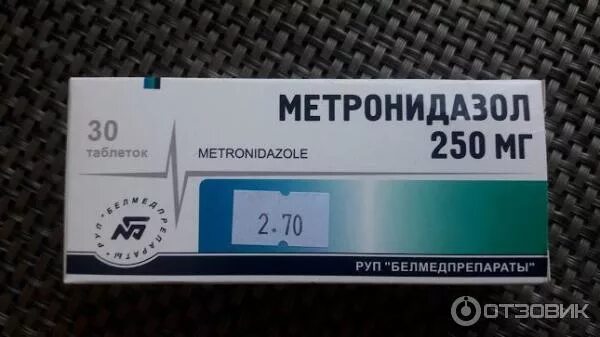 МЕТРОНИДАЗОЛ
250 МГ
30
таблеток
METRONIDAZOLE
РУП · БЕЛМЕДПРЕПАРАТЫ ·
2.70
РУП "БЕЛМЕДПРЕПАРАТЫ"
ОТЗОВИК